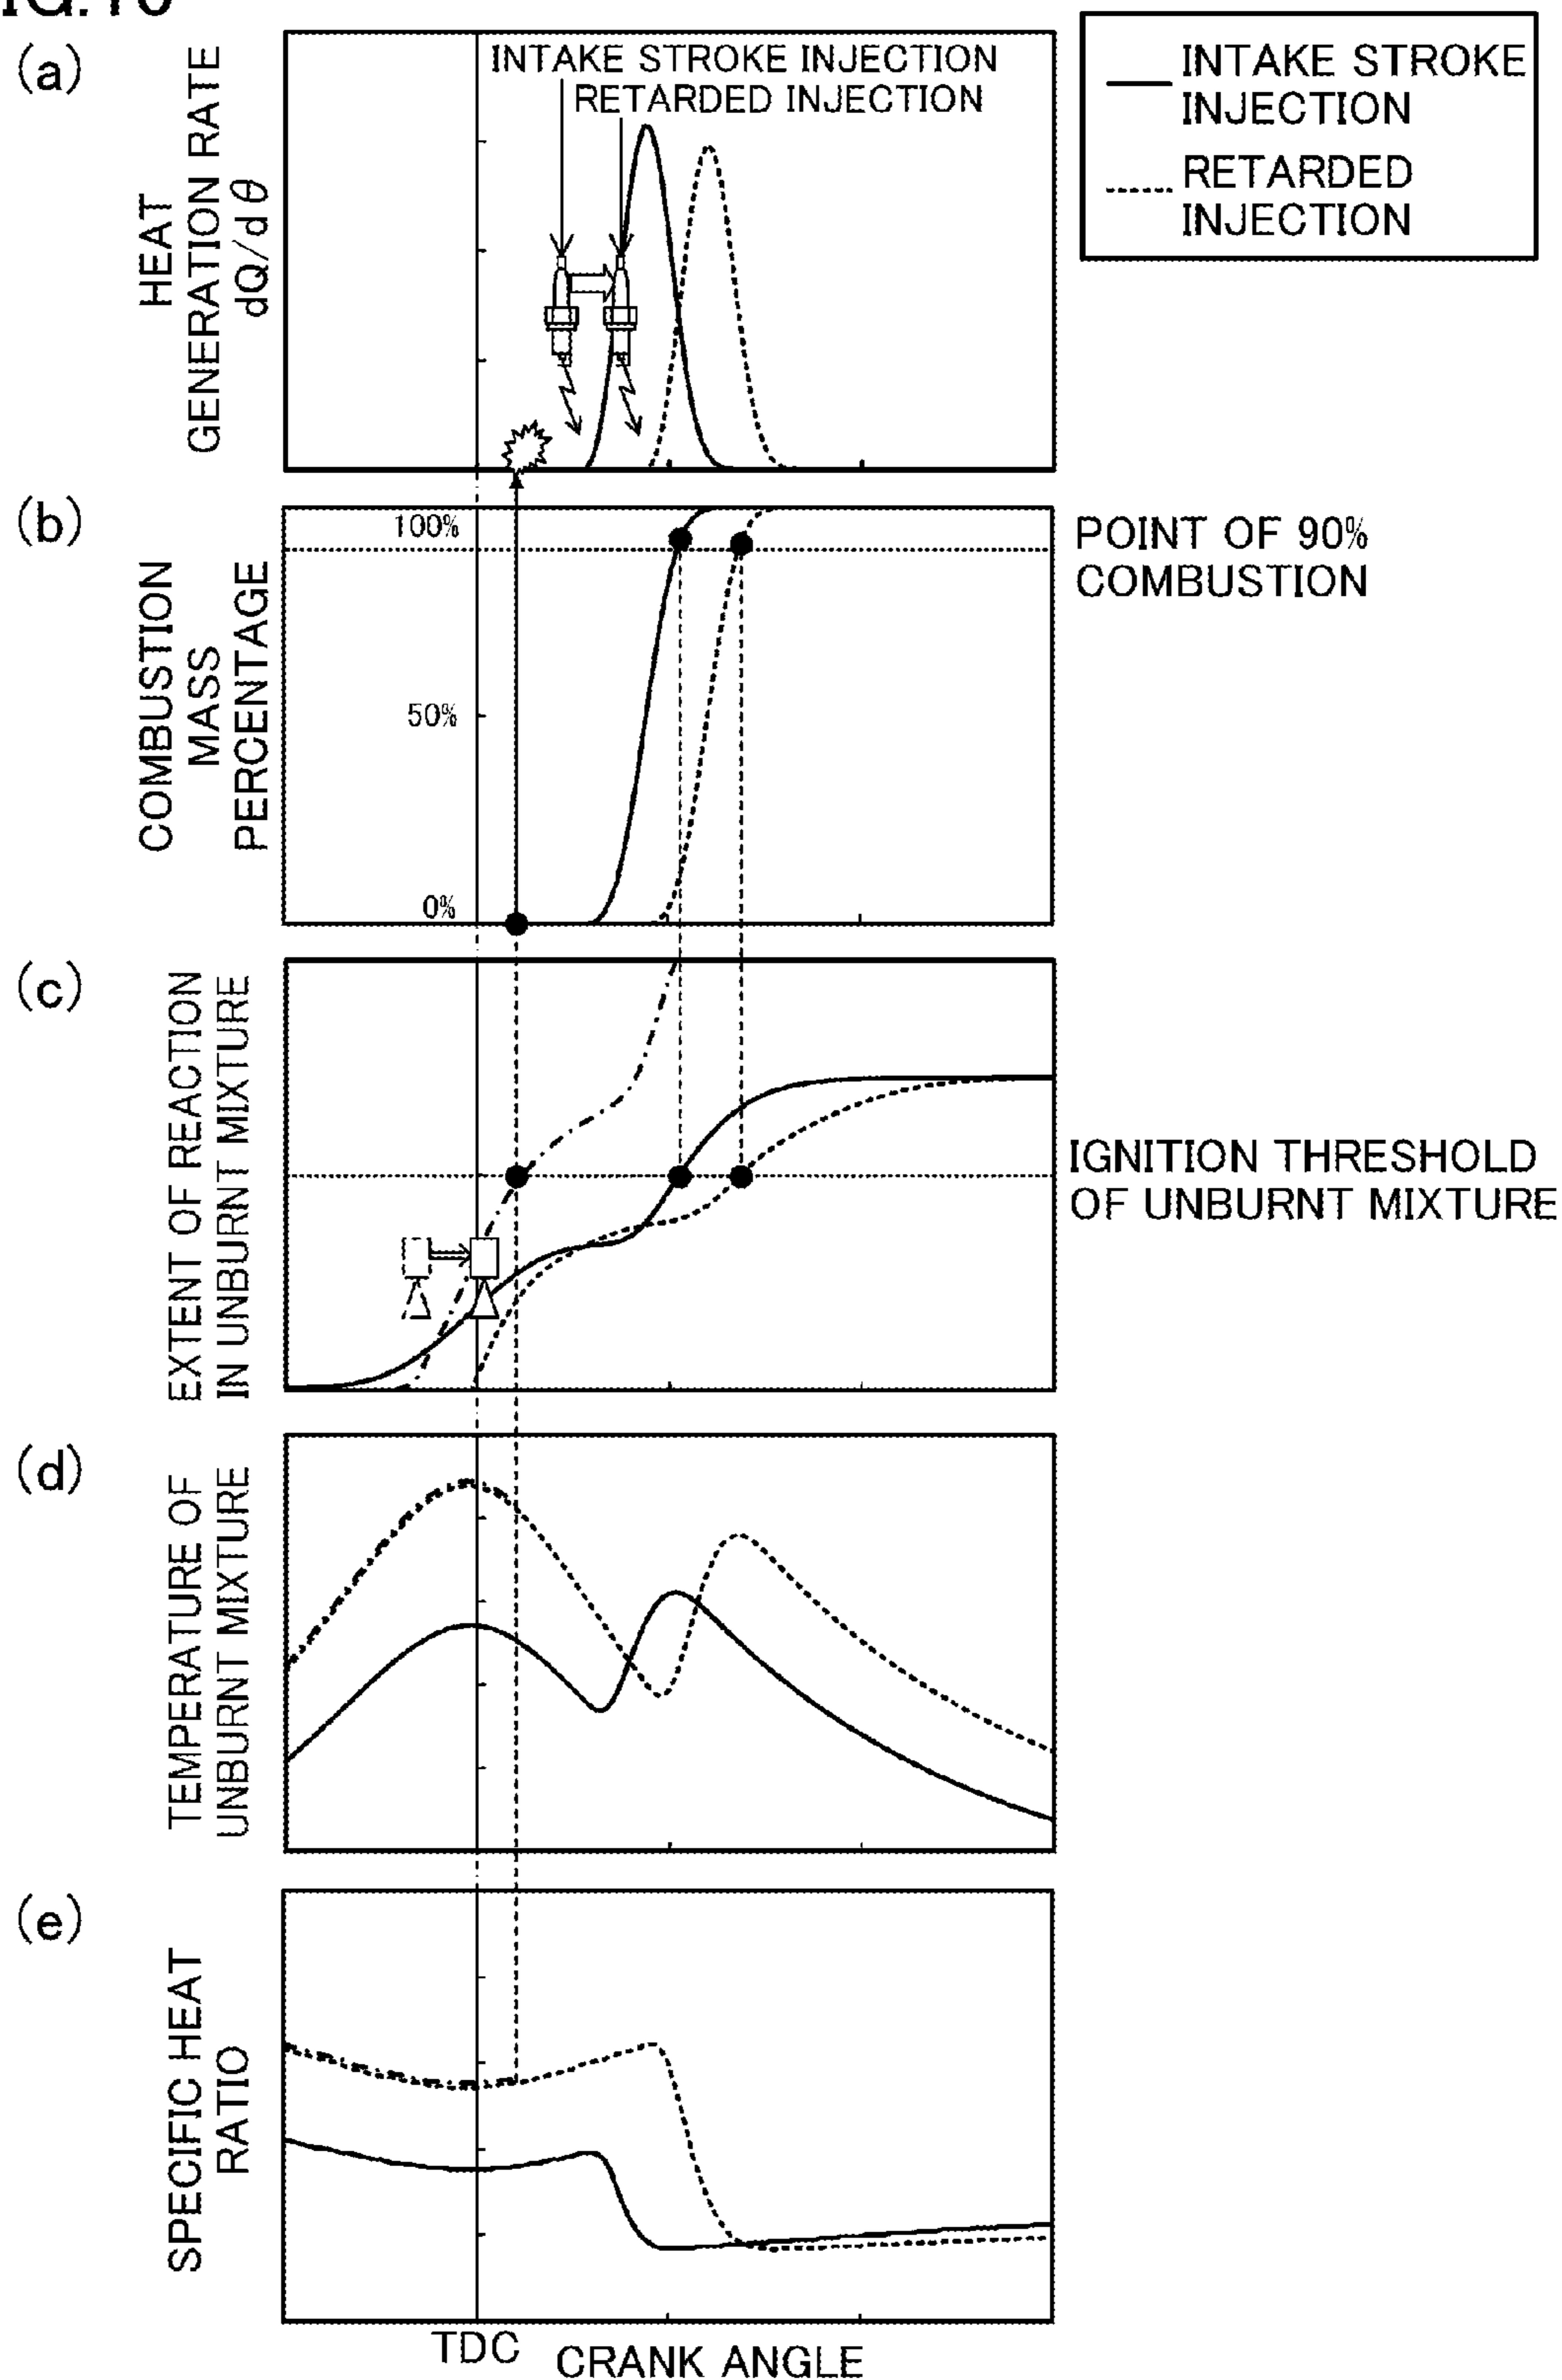 (a)
HEAT
GENERATION RATE
dQ/dθ
INTAKE STROKE INJECTION
RETARDED INJECTION
INTAKE STROKE
INJECTION
RETARDED
INJECTION
(b)
COMBUSTION
MASS
PERCENTAGE
100%
50%
0%
POINT OF 90%
COMBUSTION
(c)
EXTENT OF REACTION
IN UNBURNT MIXTURE
IGNITION THRESHOLD
OF UNBURNT MIXTURE
(d)
TEMPERATURE OF
UNBURNT MIXTURE
(e)
SPECIFIC HEAT
RATIO
TDC
CRANK ANGLE